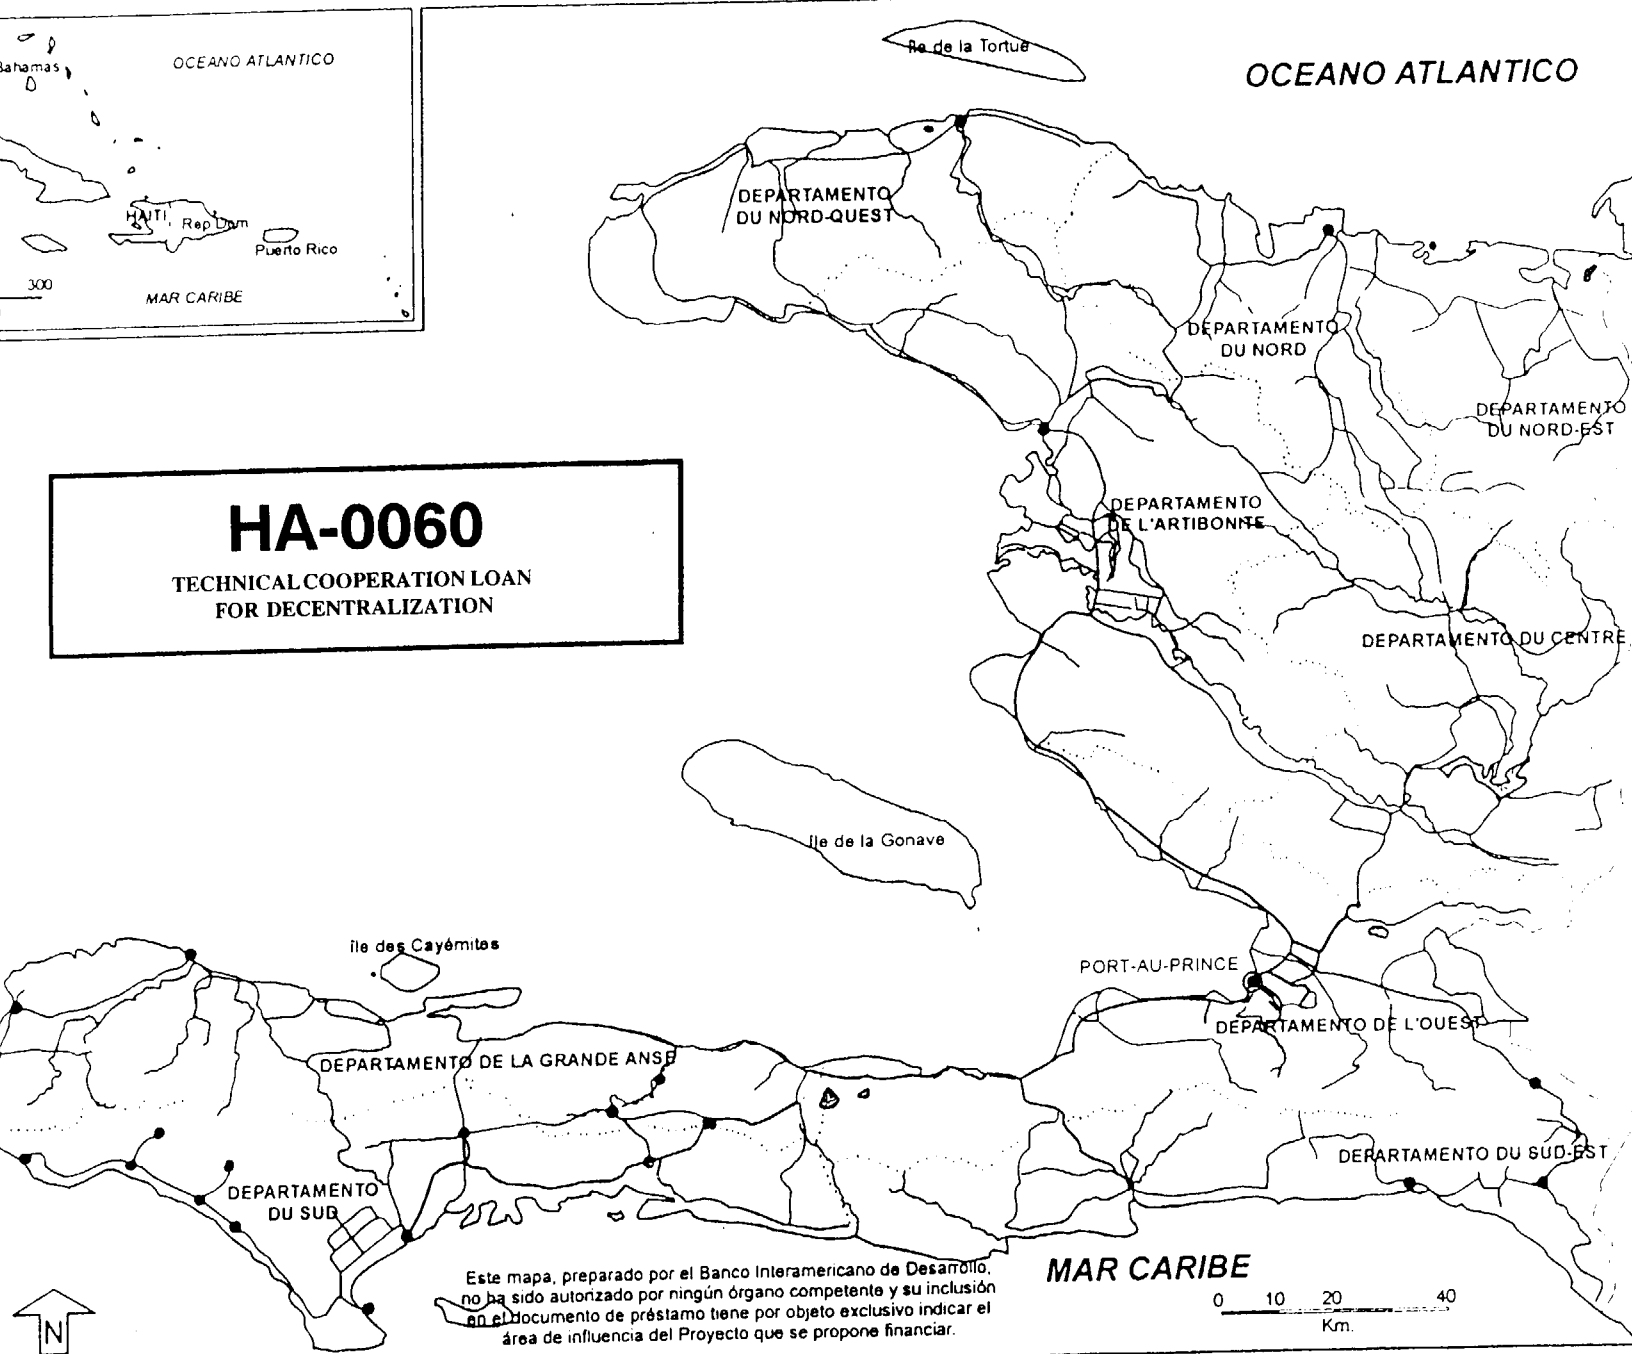 Bahamas
OCEANO ATLANTICO
HAITI
Rep Dom
Puerto Rico
300
MAR CARIBE
île de la Tortue
OCEANO ATLANTICO
DEPARTAMENTO
DU NORD-QUEST
DEPARTAMENTO
DU NORD
DEPARTAMENTO
DU NORD-EST
HA-0060
TECHNICAL COOPERATION LOAN
FOR DECENTRALIZATION
DEPARTAMENTO
DE L'ARTIBONITE
DEPARTAMENTO DU CENTRE
île de la Gonave
île des Cayémites
PORT-AU-PRINCE
DEPARTAMENTO DE L'OUEST
DEPARTAMENTO DE LA GRANDE ANSE
DEPARTAMENTO DU SUD-EST
DEPARTAMENTO
DU SUD
MAR CARIBE
Este mapa, preparado por el Banco Interamericano de Desarrollo,
no ha sido autorizado por ningún órgano competente y su inclusión
en el documento de préstamo tiene por objeto exclusivo indicar el
área de influencia del Proyecto que se propone financiar.
0 10 20 40
Km.
N